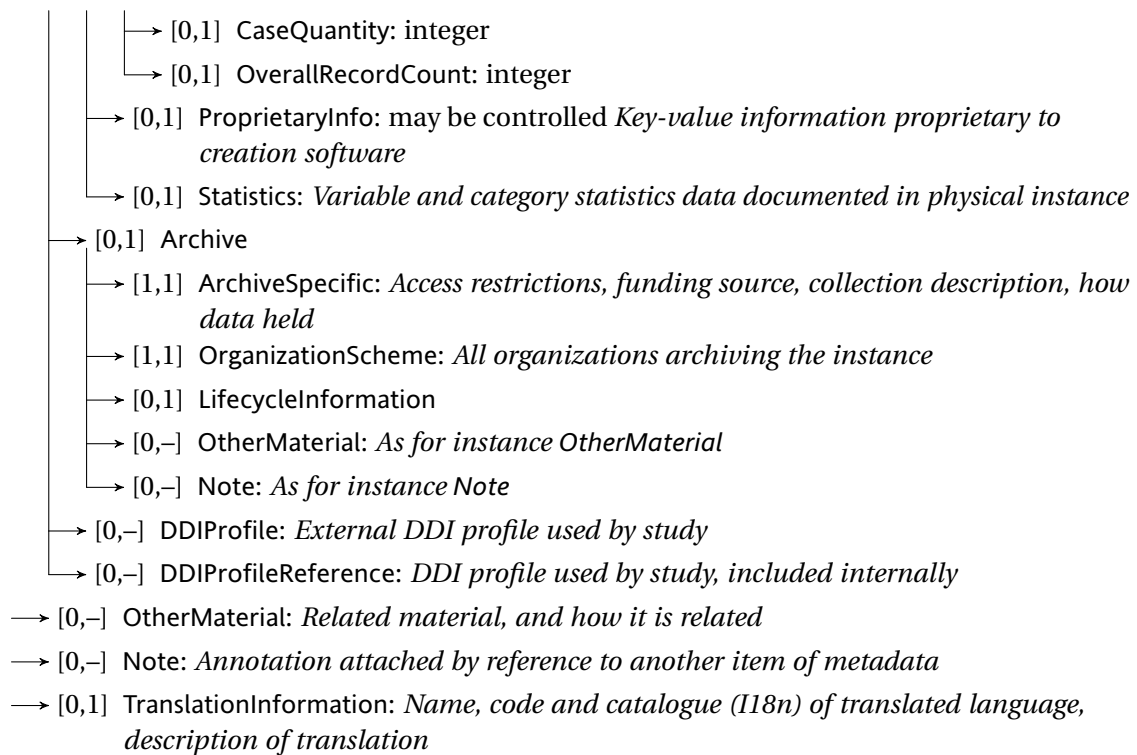 [0,1] CaseQuantity: integer
[0,1] OverallRecordCount: integer
[0,1] ProprietaryInfo: may be controlled Key-value information proprietary to
creation software
[0,1] Statistics: Variable and category statistics data documented in physical instance
[0,1] Archive
[1,1] ArchiveSpecific: Access restrictions, funding source, collection description, how
data held
[1,1] OrganizationScheme: All organizations archiving the instance
[0,1] LifecycleInformation
[0,–] OtherMaterial: As for instance OtherMaterial
[0,–] Note: As for instance Note
[0,–] DDIProfile: External DDI profile used by study
[0,–] DDIProfileReference: DDI profile used by study, included internally
[0,–] OtherMaterial: Related material, and how it is related
[0,–] Note: Annotation attached by reference to another item of metadata
[0,1] TranslationInformation: Name, code and catalogue (I18n) of translated language,
description of translation